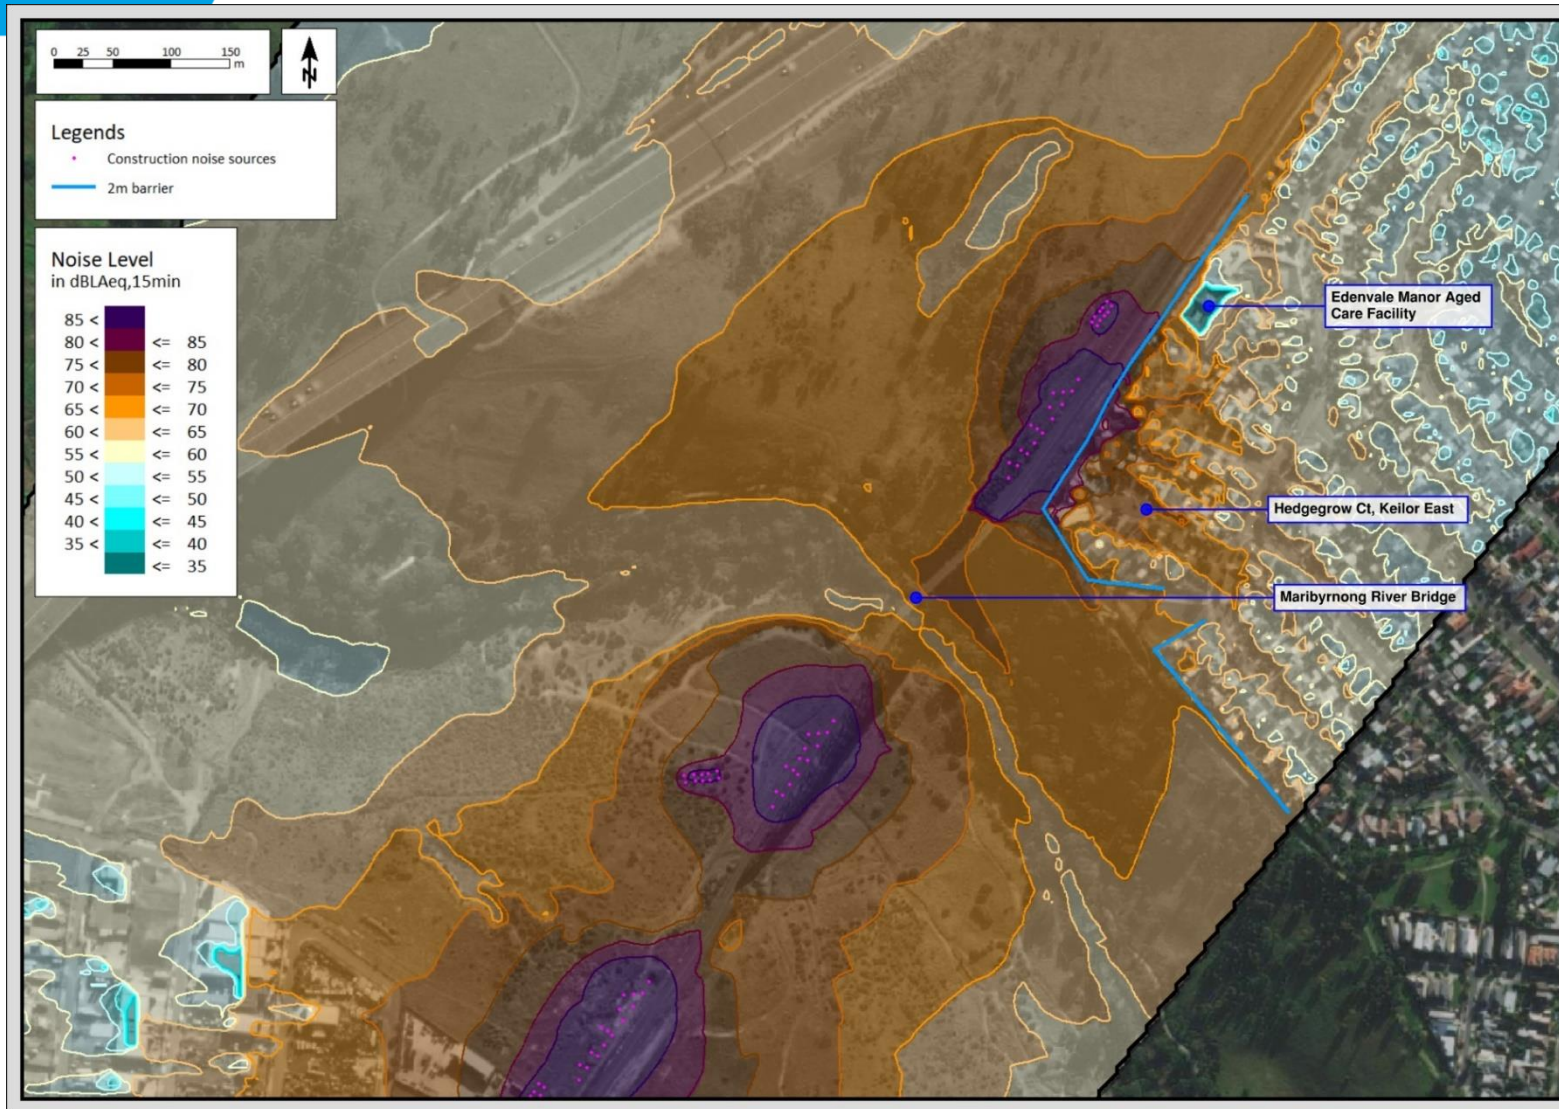 0 25 50 100 150
m
N
Legends
Construction noise sources
2m barrier
Noise Level
in dBLAeq,15min
85 <
80 < <= 85
75 < <= 80
70 < <= 75
65 < <= 70
60 < <= 65
55 < <= 60
50 < <= 55
45 < <= 50
40 < <= 45
35 < <= 40
<= 35
Edenvale Manor Aged
Care Facility
Hedgegrow Ct, Keilor East
Maribyrnong River Bridge